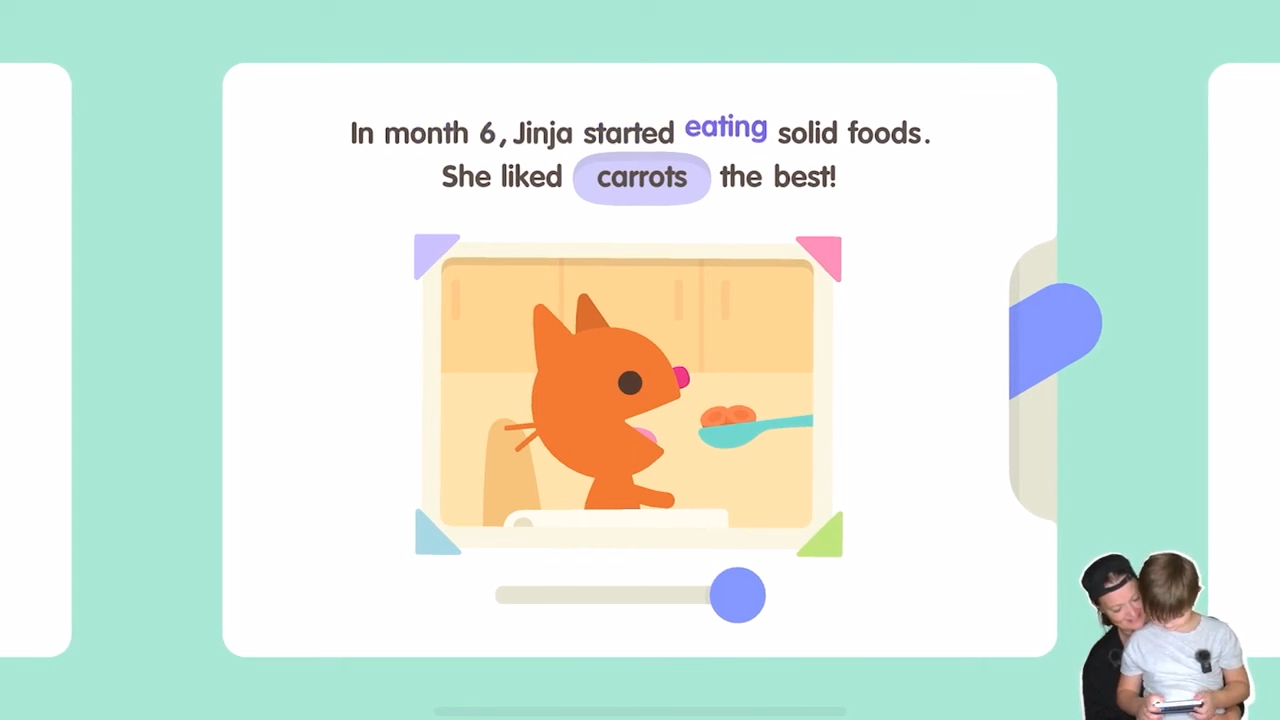 In month 6, Jinja started eating solid foods.
She liked carrots the best!